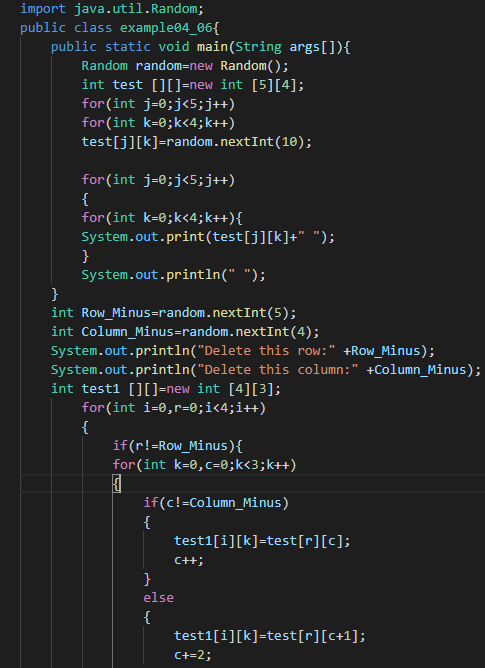 import java.util.Random;
public class example04_06{
    public static void main(String args[]){
        Random random=new Random();
        int test [][]=new int [5][4];
        for(int j=0;j<5;j++)
        for(int k=0;k<4;k++)
        test[j][k]=random.nextInt(10);

        for(int j=0;j<5;j++)
        {
        for(int k=0;k<4;k++){
        System.out.print(test[j][k]+" ");
        }
        System.out.println(" ");
    }
    int Row_Minus=random.nextInt(5);
    int Column_Minus=random.nextInt(4);
    System.out.println("Delete this row:" +Row_Minus);
    System.out.println("Delete this column:" +Column_Minus);
    int test1 [][]=new int [4][3];
        for(int i=0,r=0;i<4;i++)
        {
            if(r!=Row_Minus){
            for(int k=0,c=0;k<3;k++)
            {
                if(c!=Column_Minus)
                {
                    test1[i][k]=test[r][c];
                    c++;
                }
                else
                {
                    test1[i][k]=test[r][c+1];
                    c+=2;